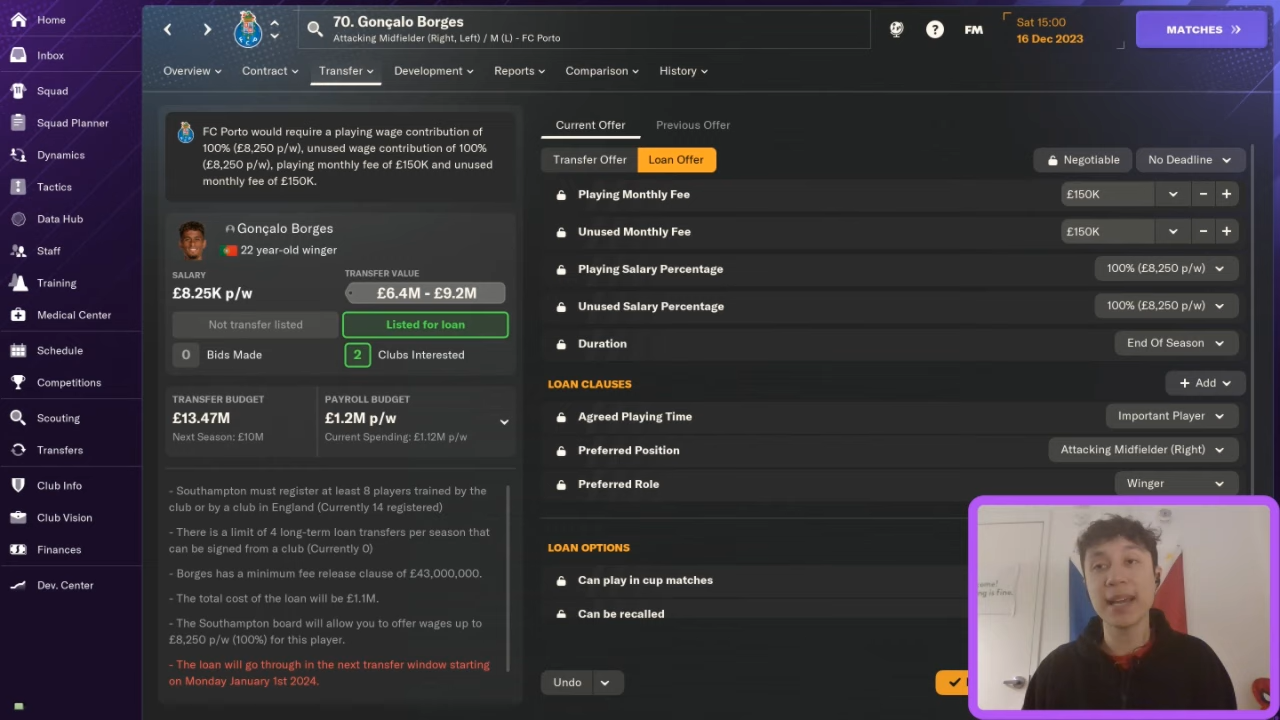 Home
Inbox
Squad
Squad Planner
Dynamics
Tactics
Data Hub
Staff
Training
Medical Center
Schedule
Competitions
Scouting
Transfers
Club Info
Club Vision
Finances
Dev. Center
70. Gonçalo Borges
Attacking Midfielder (Right, Left) / M (L) - FC Porto
FM
Sat 15:00
16 Dec 2023
MATCHES
Overview
Contract
Transfer
Development
Reports
Comparison
History
FC Porto would require a playing wage contribution of
100% (£8,250 p/w), unused wage contribution of 100%
(£8,250 p/w), playing monthly fee of £150K and unused
monthly fee of £150K.
Gonçalo Borges
22 year-old winger
SALARY
£8.25K p/w
TRANSFER VALUE
£6.4M - £9.2M
Not transfer listed
Listed for loan
0 Bids Made
2 Clubs Interested
TRANSFER BUDGET
£13.47M
Next Season: £10M
PAYROLL BUDGET
£1.2M p/w
Current Spending: £1.12M p/w
- Southampton must register at least 8 players trained by the
club or by a club in England (Currently 14 registered)
- There is a limit of 4 long-term loan transfers per season that
can be signed from a club (Currently 0)
- Borges has a minimum fee release clause of £43,000,000.
- The total cost of the loan will be £1.1M.
- The Southampton board will allow you to offer wages up to
£8,250 p/w (100%) for this player.
- The loan will go through in the next transfer window starting
on Monday January 1st 2024.
Current Offer
Previous Offer
Transfer Offer
Loan Offer
Negotiable
No Deadline
Playing Monthly Fee £150K
Unused Monthly Fee £150K
Playing Salary Percentage 100% (£8,250 p/w)
Unused Salary Percentage 100% (£8,250 p/w)
Duration End Of Season
LOAN CLAUSES
Add
Agreed Playing Time Important Player
Preferred Position Attacking Midfielder (Right)
Preferred Role Winger
LOAN OPTIONS
Can play in cup matches
Can be recalled
Undo